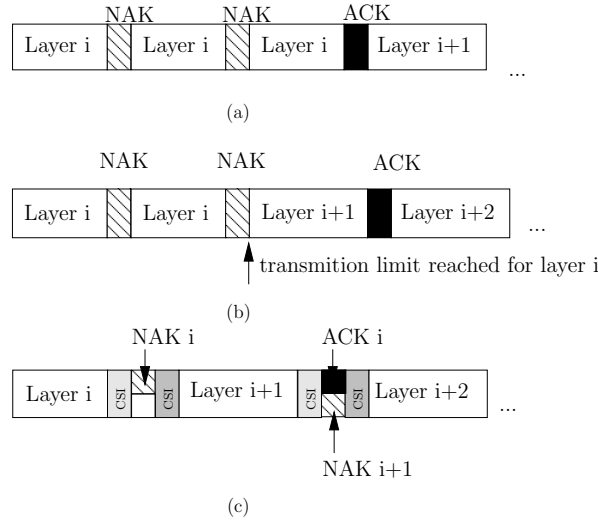 NAK NAK ACK
Layer i Layer i Layer i Layer i+1 ...
(a)
NAK NAK ACK
Layer i Layer i Layer i+1 Layer i+2 ...
transmition limit reached for layer i
(b)
NAK i ACK i
Layer i CSI CSI Layer i+1 CSI CSI Layer i+2 ...
NAK i+1
(c)